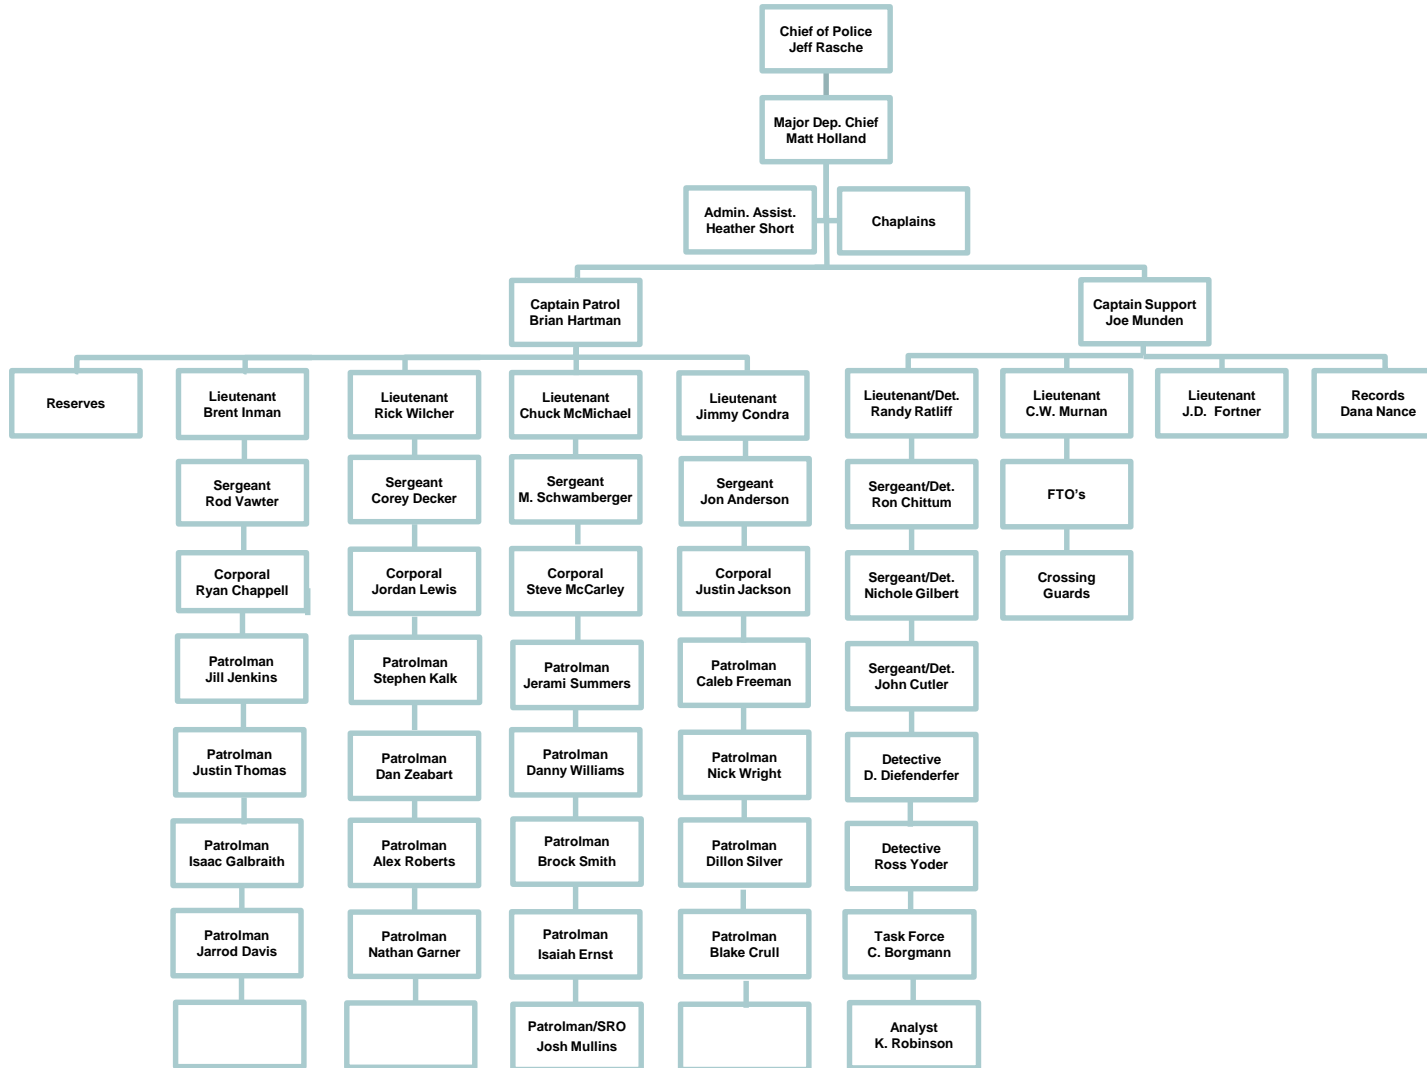 Chief of Police
Jeff Rasche
Major Dep. Chief
Matt Holland
Admin. Assist.
Heather Short
Chaplains
Captain Patrol
Brian Hartman
Captain Support
Joe Munden
Reserves
Lieutenant
Brent Inman
Lieutenant
Rick Wilcher
Lieutenant
Chuck McMichael
Lieutenant
Jimmy Condra
Lieutenant/Det.
Randy Ratliff
Lieutenant
C.W. Murnan
Lieutenant
J.D. Fortner
Records
Dana Nance
Sergeant
Rod Vawter
Sergeant
Corey Decker
Sergeant
M. Schwamberger
Sergeant
Jon Anderson
Sergeant/Det.
Ron Chittum
FTO's
Corporal
Ryan Chappell
Corporal
Jordan Lewis
Corporal
Steve McCarley
Corporal
Justin Jackson
Sergeant/Det.
Nichole Gilbert
Crossing
Guards
Patrolman
Jill Jenkins
Patrolman
Stephen Kalk
Patrolman
Jerami Summers
Patrolman
Caleb Freeman
Sergeant/Det.
John Cutler
Patrolman
Justin Thomas
Patrolman
Dan Zeabart
Patrolman
Danny Williams
Patrolman
Nick Wright
Detective
D. Diefenderfer
Patrolman
Isaac Galbraith
Patrolman
Alex Roberts
Patrolman
Brock Smith
Patrolman
Dillon Silver
Detective
Ross Yoder
Patrolman
Jarrod Davis
Patrolman
Nathan Garner
Patrolman
Isaiah Ernst
Patrolman
Blake Crull
Task Force
C. Borgmann
Patrolman/SRO
Josh Mullins
Analyst
K. Robinson